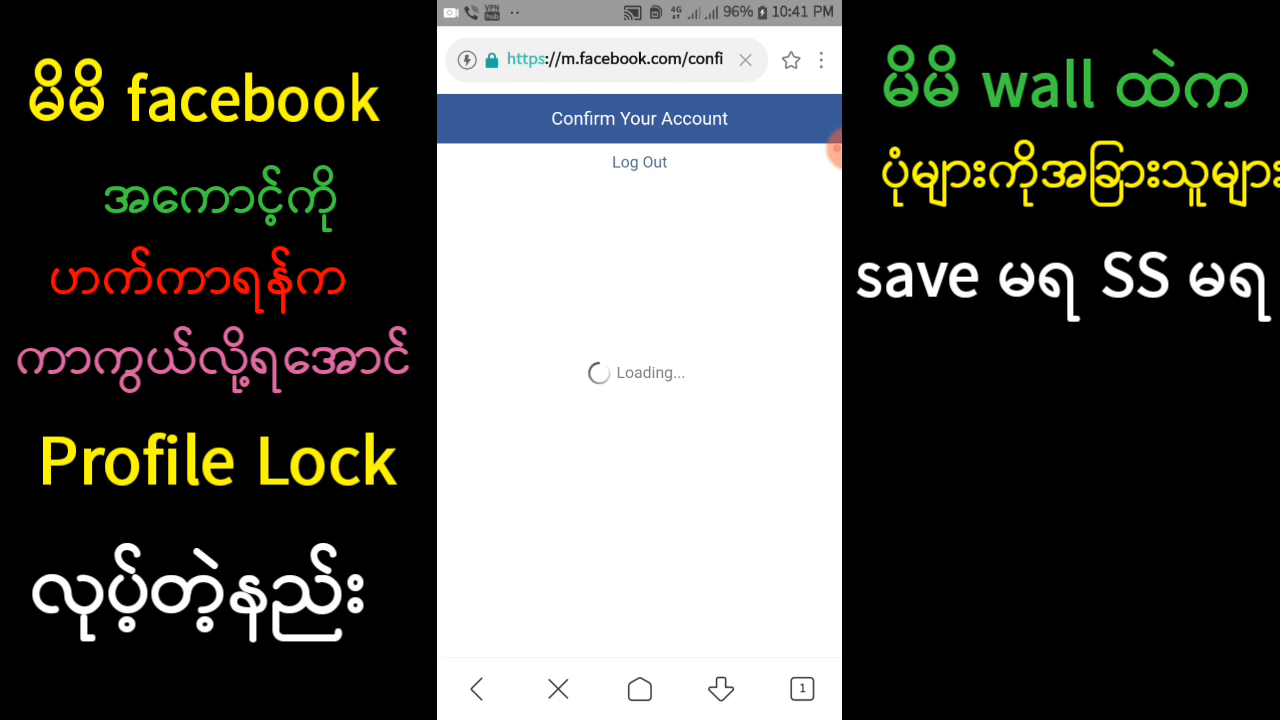 မိမိ facebook
အကောင့်ကို
ဟက်ကာရန်က
ကာကွယ်လို့ရအောင်
Profile Lock
လုပ့်တဲ့နည်း
VPN hub
4G
96%
10:41 PM
https://m.facebook.com/confi
Confirm Your Account
Log Out
Loading...
1
မိမိ wall ထဲက
ပုံများကိုအခြားသူများ
save မရ SS မရ